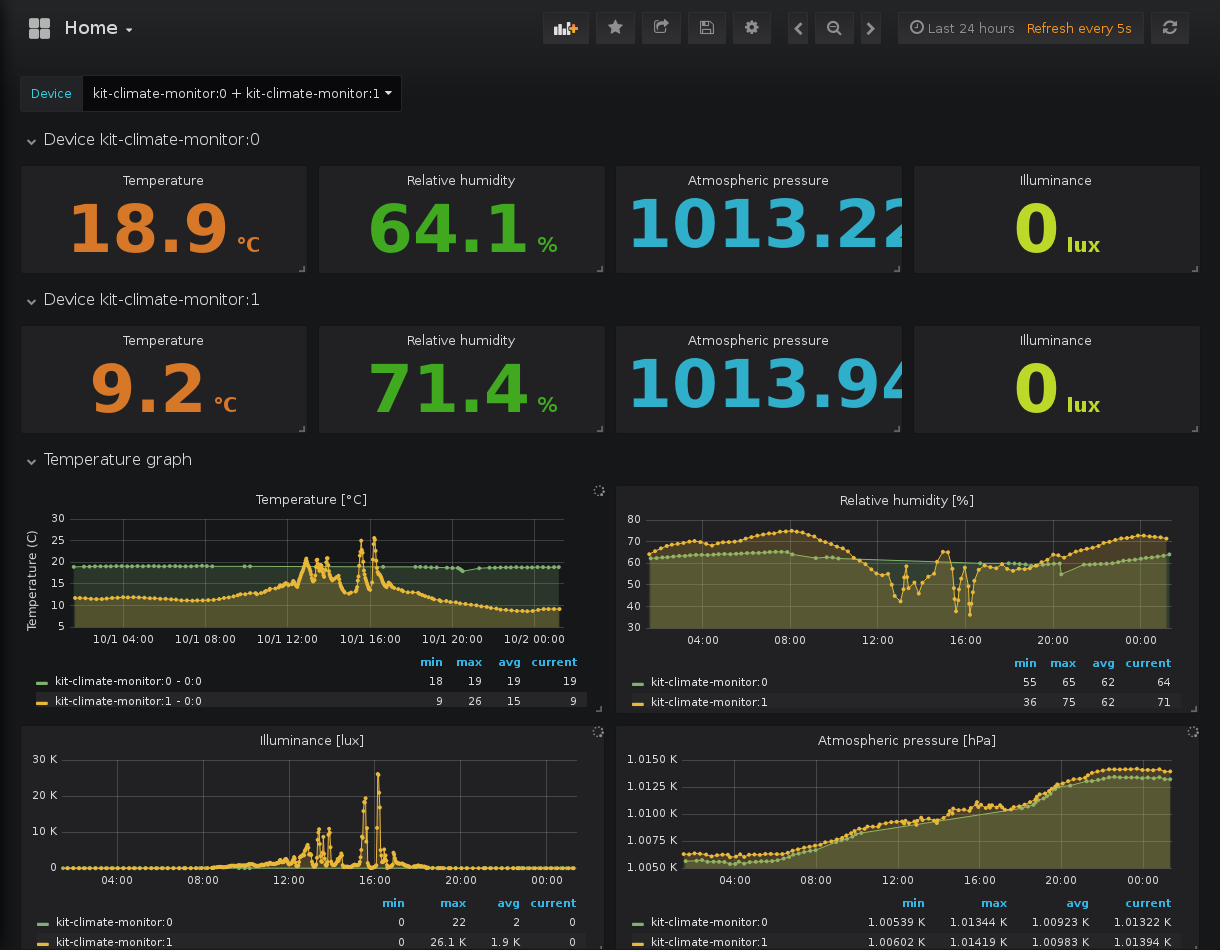 Home
Last 24 hours Refresh every 5s
Device kit-climate-monitor:0 + kit-climate-monitor:1
Device kit-climate-monitor:0
Temperature Relative humidity Atmospheric pressure Illuminance
18.9 °C 64.1 % 1013.22 0 lux
Device kit-climate-monitor:1
Temperature Relative humidity Atmospheric pressure Illuminance
9.2 °C 71.4 % 1013.94 0 lux
Temperature graph
Temperature [°C]
Temperature (C)
30
25
20
15
10
5
10/1 04:00 10/1 08:00 10/1 12:00 10/1 16:00 10/1 20:00 10/2 00:00
min max avg current
kit-climate-monitor:0 - 0:0 18 19 19 19
kit-climate-monitor:1 - 0:0 9 26 15 9
Relative humidity [%]
80
70
60
50
40
30
04:00 08:00 12:00 16:00 20:00 00:00
min max avg current
kit-climate-monitor:0 55 65 62 64
kit-climate-monitor:1 36 75 62 71
Illuminance [lux]
30 K
20 K
10 K
0
04:00 08:00 12:00 16:00 20:00 00:00
min max avg current
kit-climate-monitor:0 0 22 2 0
kit-climate-monitor:1 0 26.1 K 1.9 K 0
Atmospheric pressure [hPa]
1.0150 K
1.0125 K
1.0100 K
1.0075 K
1.0050 K
04:00 08:00 12:00 16:00 20:00 00:00
min max avg current
kit-climate-monitor:0 1.00539 K 1.01344 K 1.00923 K 1.01322 K
kit-climate-monitor:1 1.00602 K 1.01419 K 1.00983 K 1.01394 K